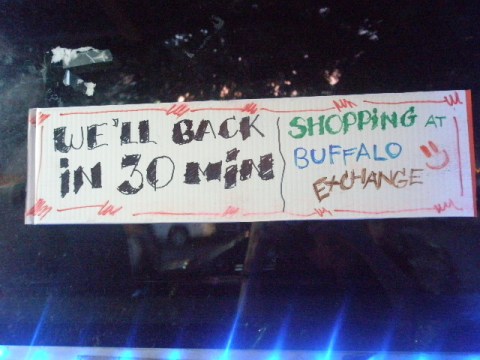 WE'LL BACK
IN 30 MIN
SHOPPING AT
BUFFALO
EXCHANGE